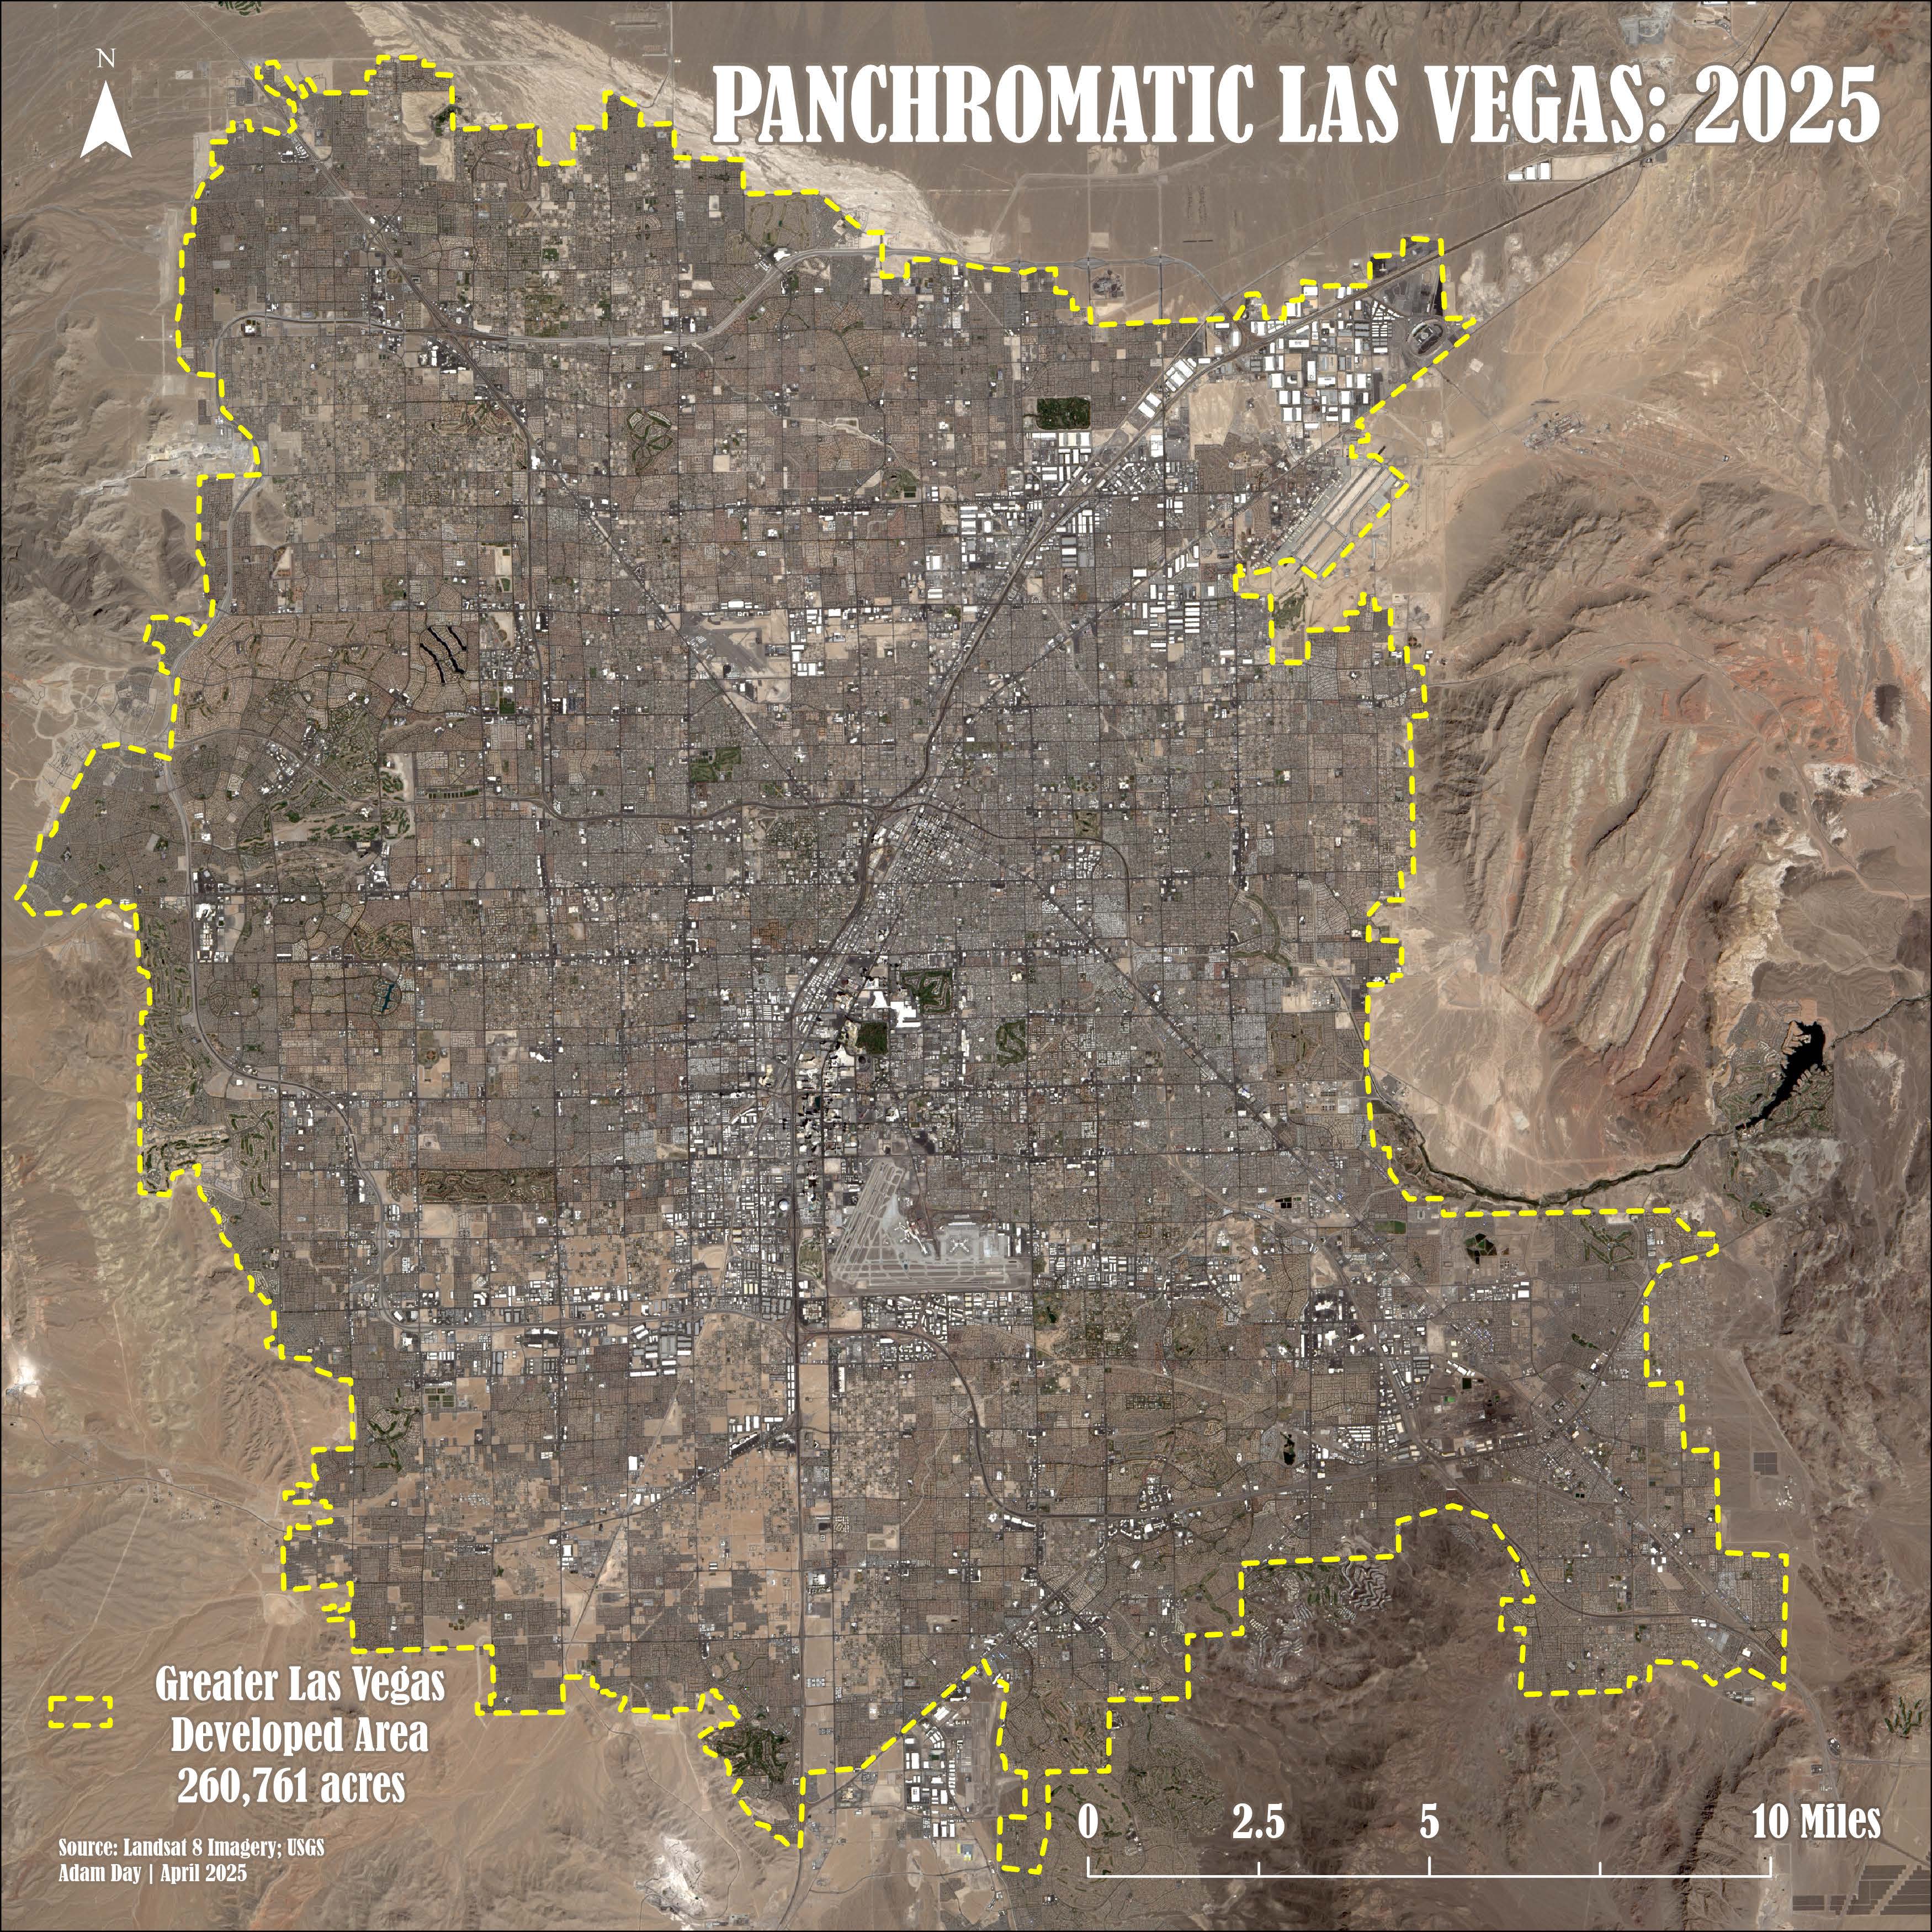 N
PANCHROMATIC LAS VEGAS: 2025
Greater Las Vegas
Developed Area
260,761 acres
Source: Landsat 8 Imagery; USGS
Adam Day | April 2025
0 2.5 5 10 Miles